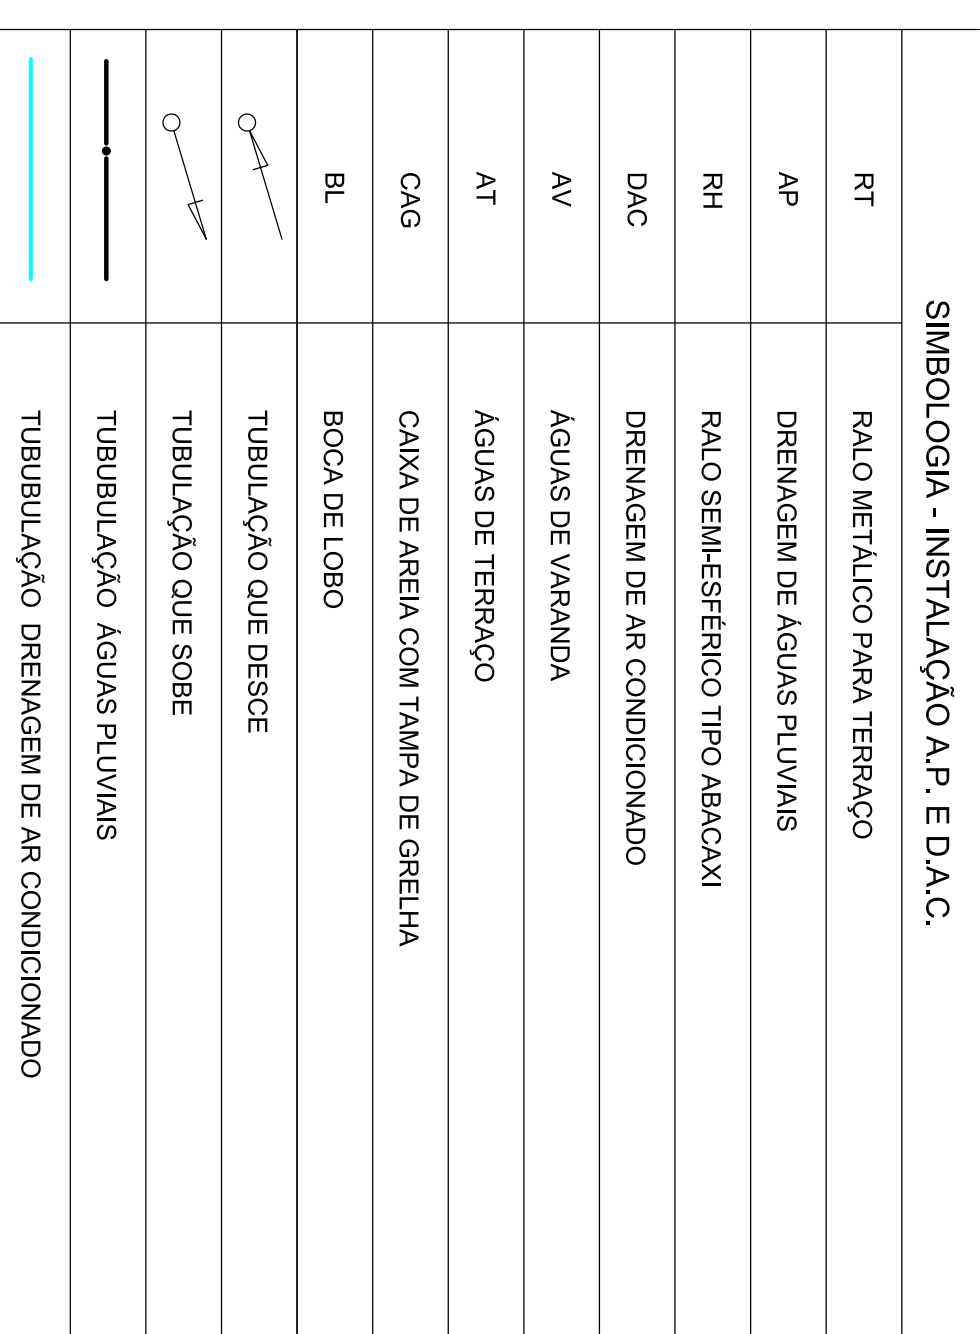 SIMBOLOGIA - INSTALAÇÃO A.P. E D.A.C.
RT RALO METÁLICO PARA TERRAÇO
AP DRENAGEM DE ÁGUAS PLUVIAIS
RH RALO SEMI-ESFÉRICO TIPO ABACAXI
DAC DRENAGEM DE AR CONDICIONADO
AV ÁGUAS DE VARANDA
AT ÁGUAS DE TERRAÇO
CAG CAIXA DE AREIA COM TAMPA DE GRELHA
BL BOCA DE LOBO
TUBULAÇÃO QUE DESCE
TUBULAÇÃO QUE SOBE
TUBUBULAÇÃO ÁGUAS PLUVIAIS
TUBUBULAÇÃO DRENAGEM DE AR CONDICIONADO